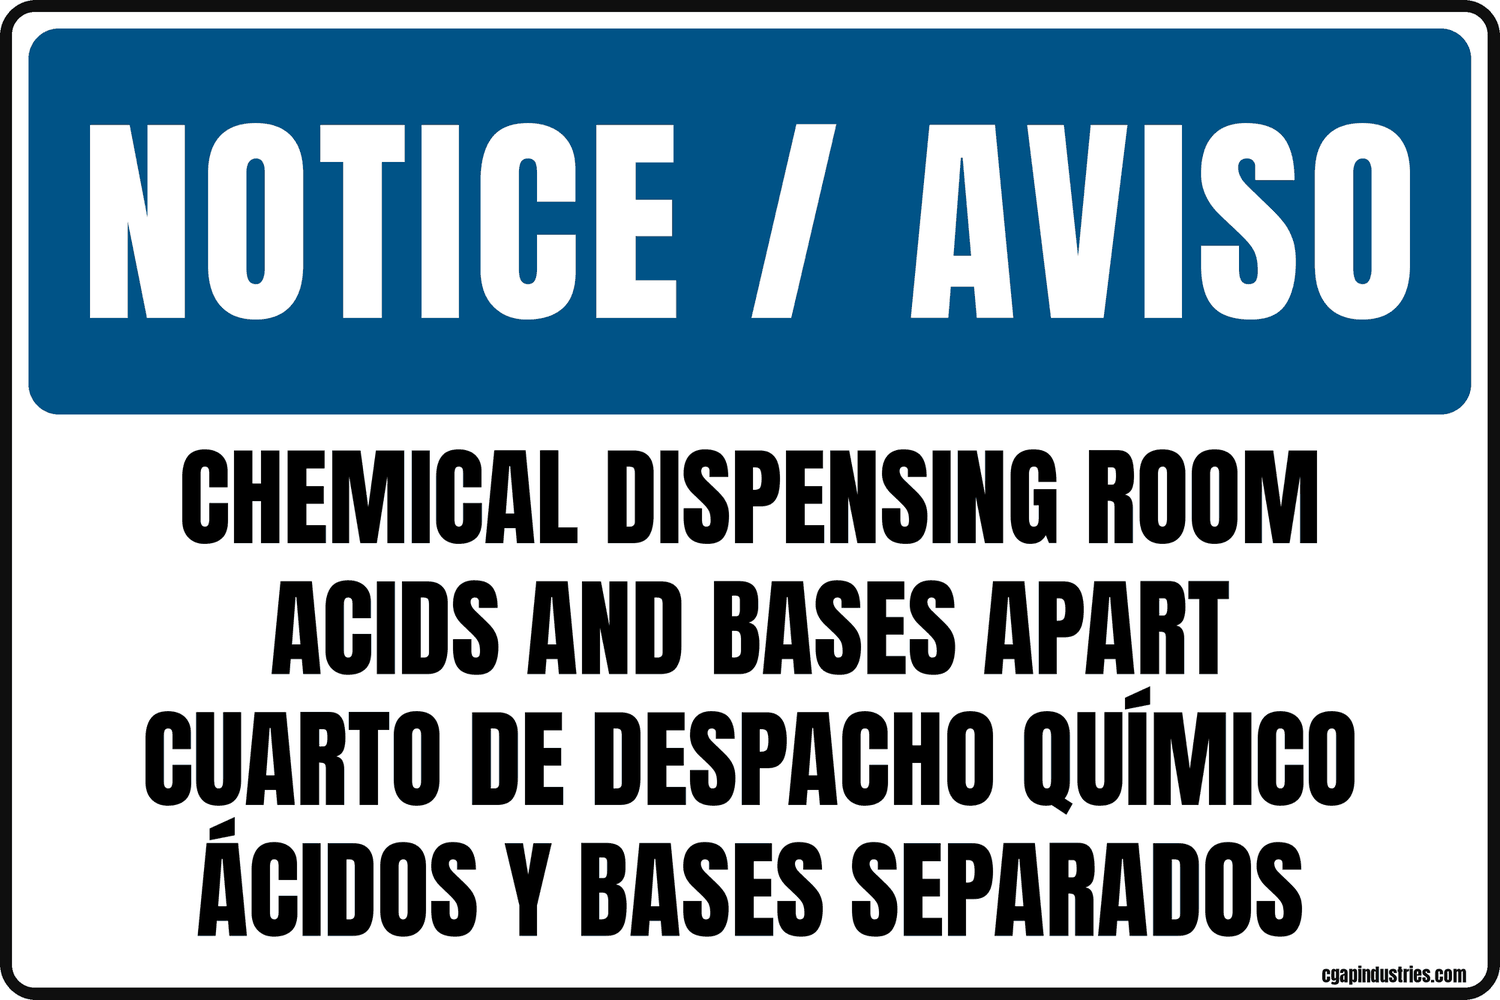 NOTICE / AVISO
CHEMICAL DISPENSING ROOM
ACIDS AND BASES APART
CUARTO DE DESPACHO QUÍMICO
ÁCIDOS Y BASES SEPARADOS
cgapindustries.com